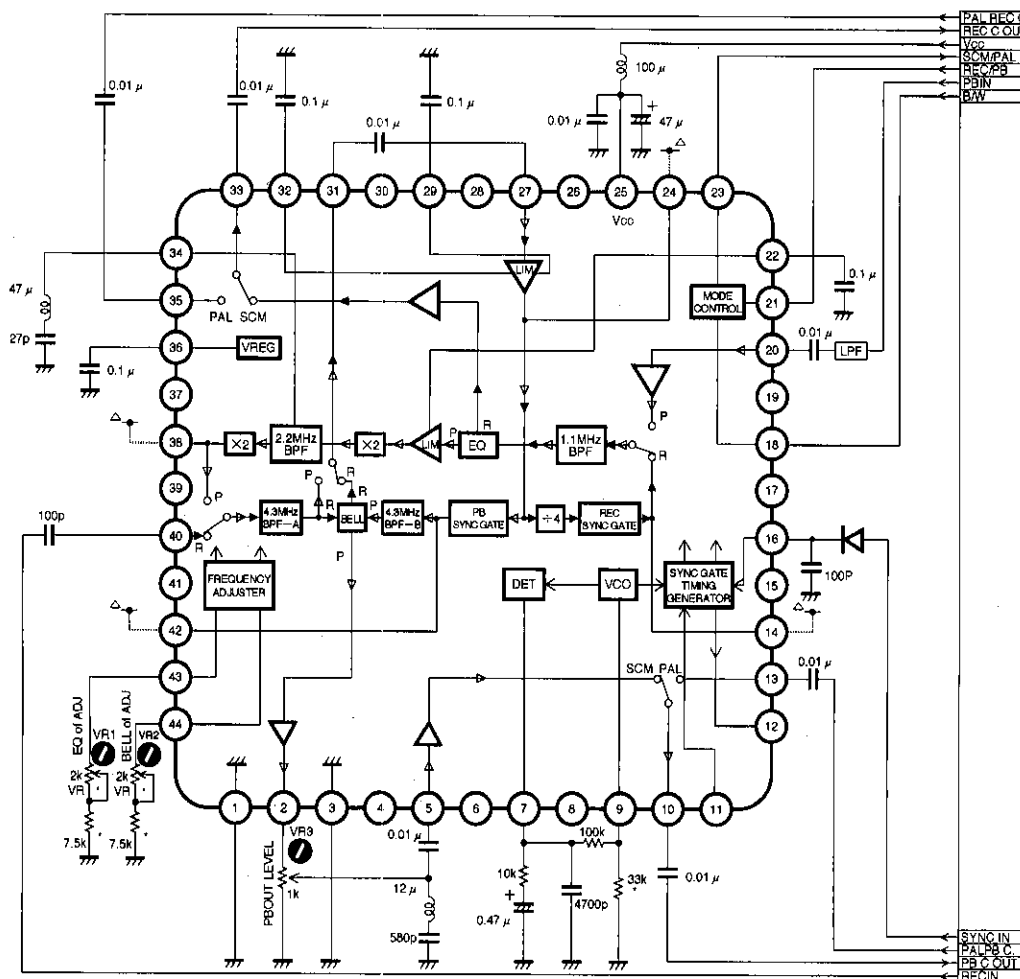 PAL REC C
REC C OUT
Vcc
SCM/PAL
REC/PB
PBIN
B/W
0.01 μ
0.01 μ
0.1 μ
0.01 μ
0.1 μ
100 μ
0.01 μ
47 μ
33
32
31
30
29
28
27
26
25
24
23
VCC
34
35
36
37
38
39
40
41
42
43
44
22
21
20
19
18
17
16
15
14
13
12
1
2
3
4
5
6
7
8
9
10
11
47 μ
27p
0.1 μ
PAL SCM
VREG
LIM
MODE
CONTROL
0.1 μ
0.01 μ
LPF
×2
2.2MHz
BPF
×2
LIM
P
EQ
R
1.1MHz
BPF
P
R
P
R
P
R
R
P
100p
4.3MHz
BPF-A
BELL
4.3MHz
BPF-B
PB
SYNC GATE
÷4
REC
SYNC GATE
P
FREQUENCY
ADJUSTER
DET
VCO
SYNC GATE
TIMING
GENERATOR
100P
SCM PAL
0.01 μ
EQ of ADJ
VR1
2k
VR
7.5k
BELL of ADJ
VR2
2k
VR
7.5k
VR3
PBOUT LEVEL
1k
0.01 μ
12 μ
580p
10k
0.47 μ
100k
4700p
33k
0.01 μ
SYNC IN
PALPB C.
PB C OUT
RECIN